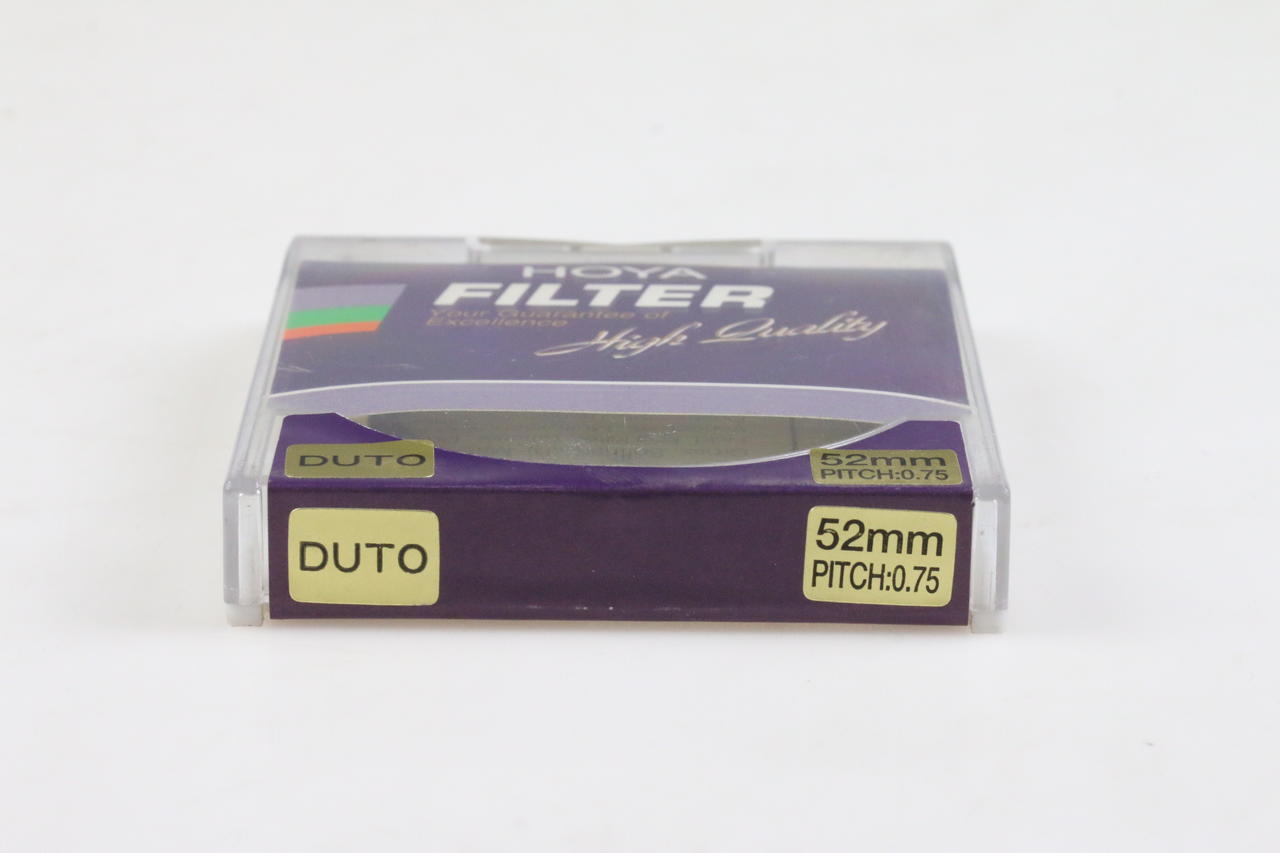 HOYA
FILTER
Your Guarantee of
Excellence
High Quality
DUTO
52mm
PITCH:0.75
DUTO
52mm
PITCH:0.75